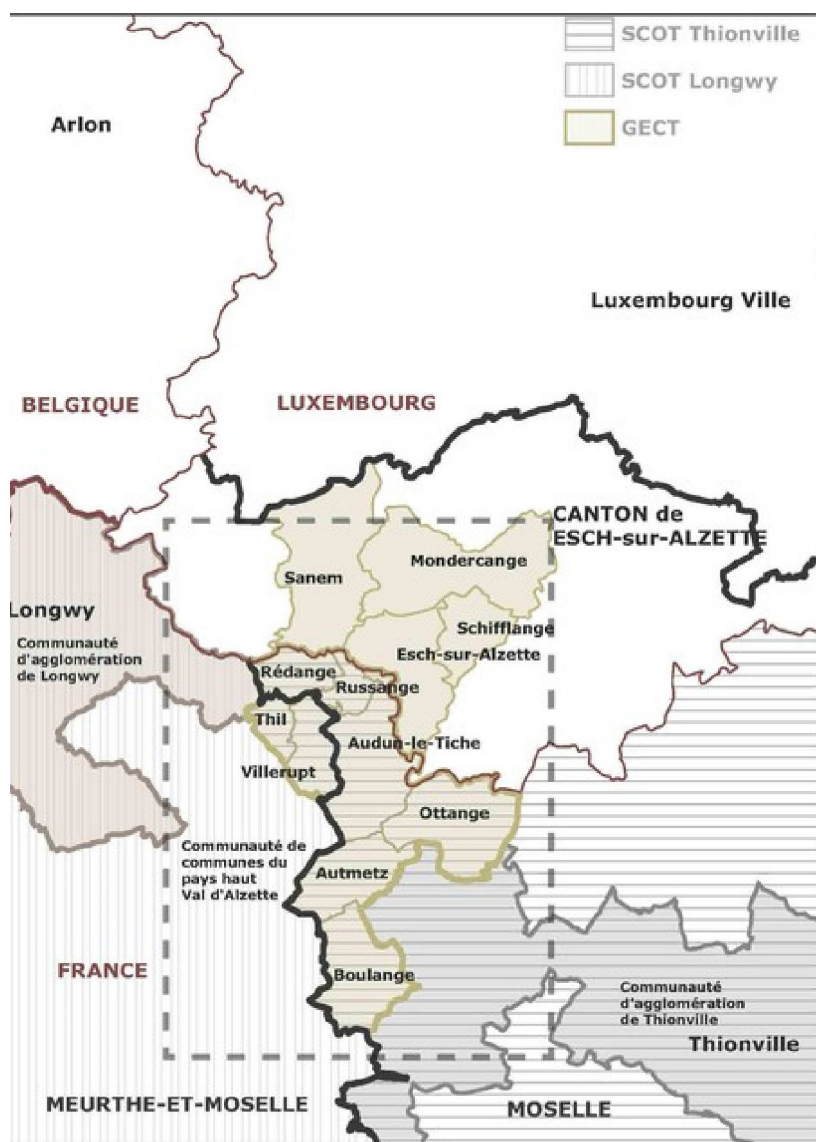 SCOT Thionville
SCOT Longwy
GECT
Arlon
Luxembourg Ville
BELGIQUE
LUXEMBOURG
CANTON de
ESCH-sur-ALZETTE
Mondercange
Sanem
Longwy
Schifflange
Communauté
d'agglomération
de Longwy
Esch-sur-Alzette
Rédange
Russange
Thil
Audun-le-Tiche
Villerupt
Ottange
Communauté de
communes du
pays haut
Val d'Alzette
Autmetz
FRANCE
Boulange
Communauté
d'agglomération
de Thionville
Thionville
MEURTHE-ET-MOSELLE
MOSELLE